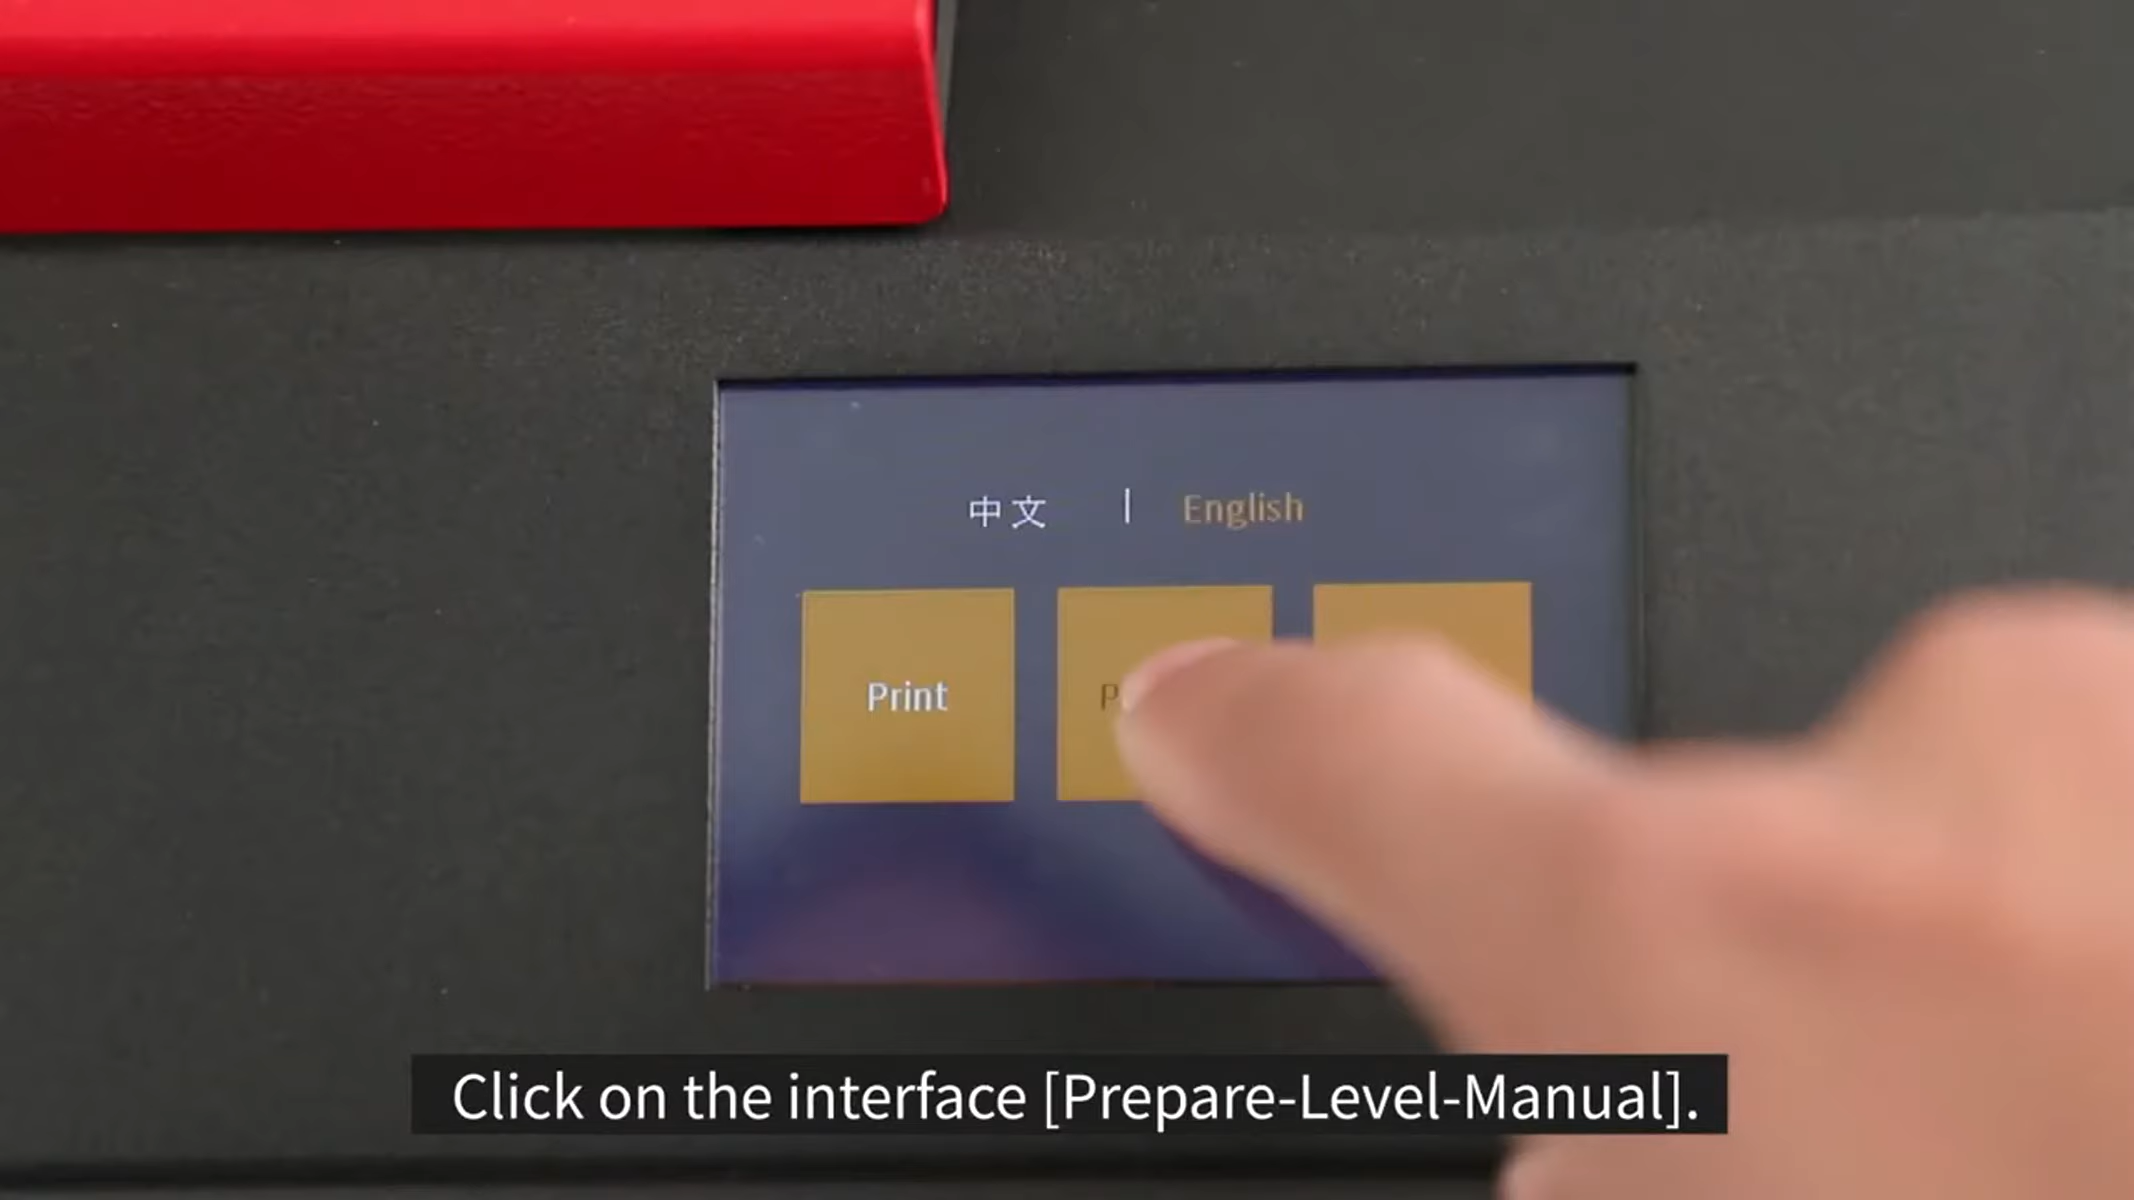 中文 | English
Print
Click on the interface [Prepare-Level-Manual].